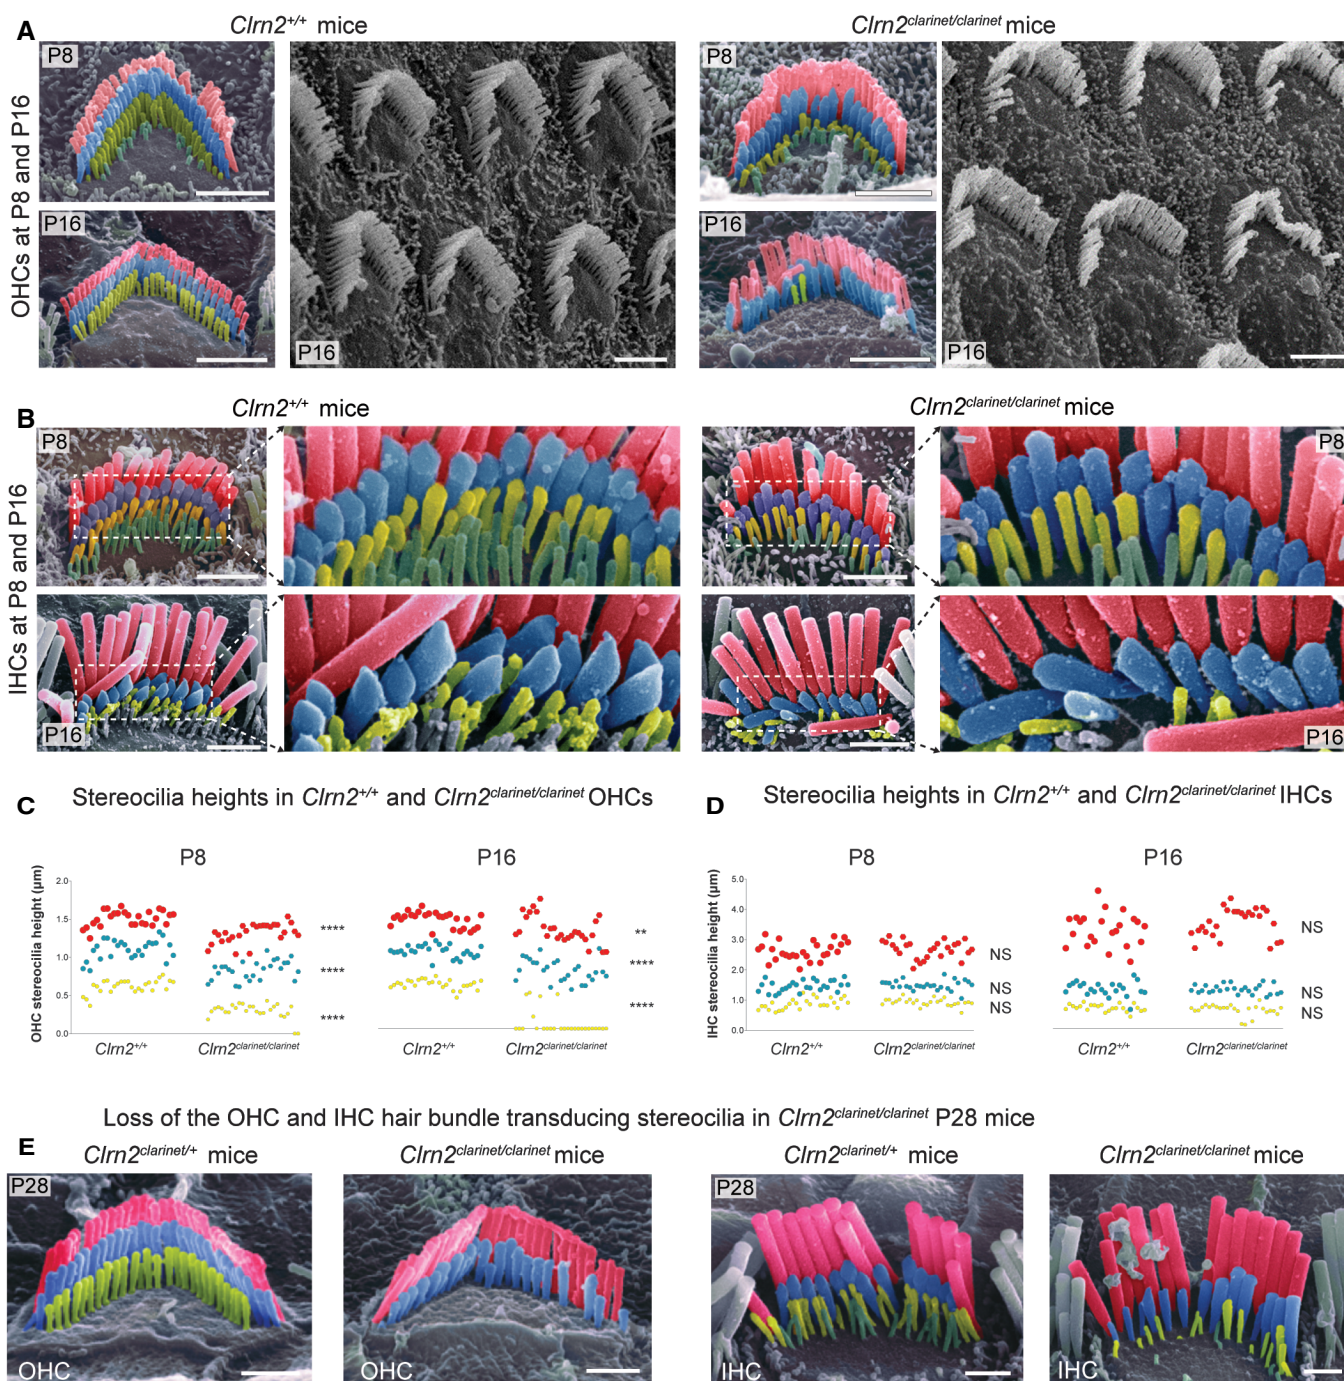 A
Clrn2+/+ mice
Clrn2clarinet/clarinet mice
OHCs at P8 and P16
P8
P16
P16
P8
P16
P16
B
Clrn2+/+ mice
Clrn2clarinet/clarinet mice
IHCs at P8 and P16
P8
P16
P8
P16
C
Stereocilia heights in Clrn2+/+ and Clrn2clarinet/clarinet OHCs
P8
P16
OHC stereocilia height (µm)
2.0
1.5
1.0
0.5
0.0
****
****
****
**
****
****
Clrn2+/+
Clrn2clarinet/clarinet
Clrn2+/+
Clrn2clarinet/clarinet
D
Stereocilia heights in Clrn2+/+ and Clrn2clarinet/clarinet IHCs
P8
P16
IHC stereocilia height (µm)
5.0
4.0
3.0
2.0
1.0
0.0
NS
NS
NS
NS
NS
NS
Clrn2+/+
Clrn2clarinet/clarinet
Clrn2+/+
Clrn2clarinet/clarinet
Loss of the OHC and IHC hair bundle transducing stereocilia in Clrn2clarinet/clarinet P28 mice
E
Clrn2clarinet/+ mice
Clrn2clarinet/clarinet mice
Clrn2clarinet/+ mice
Clrn2clarinet/clarinet mice
P28
OHC
OHC
P28
IHC
IHC